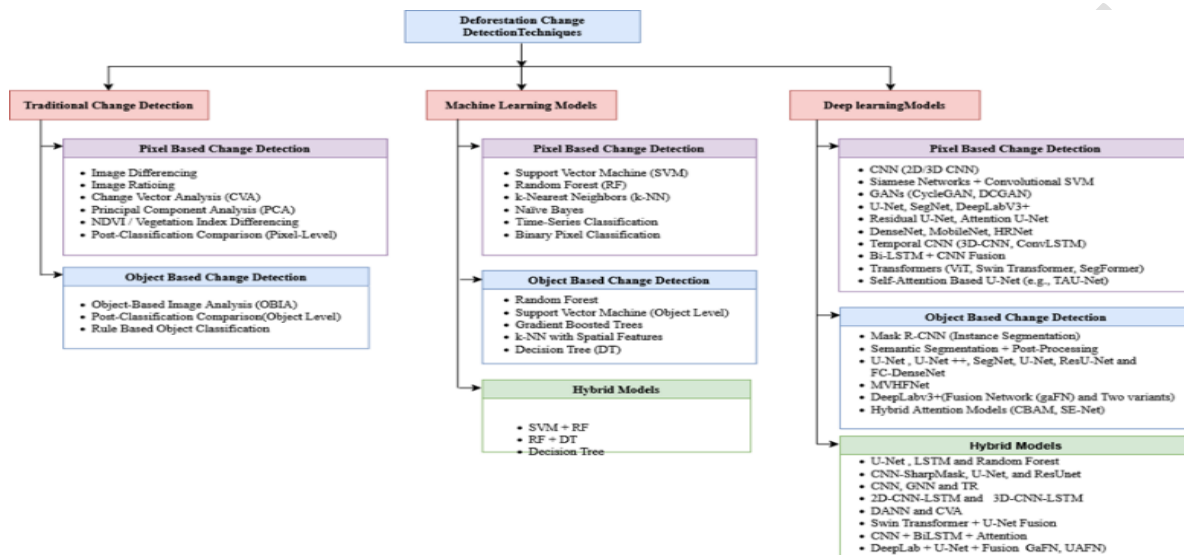 Deforestation Change
DetectionTechniques
Traditional Change Detection
Pixel Based Change Detection
• Image Differencing
• Image Ratioing
• Change Vector Analysis (CVA)
• Principal Component Analysis (PCA)
• NDVI / Vegetation Index Differencing
• Post-Classification Comparison (Pixel-Level)
Object Based Change Detection
• Object-Based Image Analysis (OBIA)
• Post-Classification Comparison(Object Level)
• Rule Based Object Classification
Machine Learning Models
Pixel Based Change Detection
• Support Vector Machine (SVM)
• Random Forest (RF)
• k-Nearest Neighbors (k-NN)
• Naïve Bayes
• Time-Series Classification
• Binary Pixel Classification
Object Based Change Detection
• Random Forest
• Support Vector Machine (Object Level)
• Gradient Boosted Trees
• k-NN with Spatial Features
• Decision Tree (DT)
Hybrid Models
• SVM + RF
• RF + DT
• Decision Tree
Deep learningModels
Pixel Based Change Detection
• CNN (2D/3D CNN)
• Siamese Networks + Convolutional SVM
• GANs (CycleGAN, DCGAN)
• U-Net, SegNet, DeepLabV3+
• Residual U-Net, Attention U-Net
• DenseNet, MobileNet, HRNet
• Temporal CNN (3D-CNN, ConvLSTM)
• Bi-LSTM + CNN Fusion
• Transformers (ViT, Swin Transformer, SegFormer)
• Self-Attention Based U-Net (e.g., TAU-Net)
Object Based Change Detection
• Mask R-CNN (Instance Segmentation)
• Semantic Segmentation + Post-Processing
• U-Net , U-Net ++, SegNet, U-Net, ResU-Net and
FC-DenseNet
• MVHFNet
• DeepLabv3+(Fusion Network (gaFN) and Two variants)
• Hybrid Attention Models (CBAM, SE-Net)
Hybrid Models
• U-Net , LSTM and Random Forest
• CNN-SharpMask, U-Net, and ResUnet
• CNN, GNN and TR
• 2D-CNN-LSTM and 3D-CNN-LSTM
• DANN and CVA
• Swin Transformer + U-Net Fusion
• CNN + BiLSTM + Attention
• DeepLab + U-Net + Fusion GaFN, UAFN)